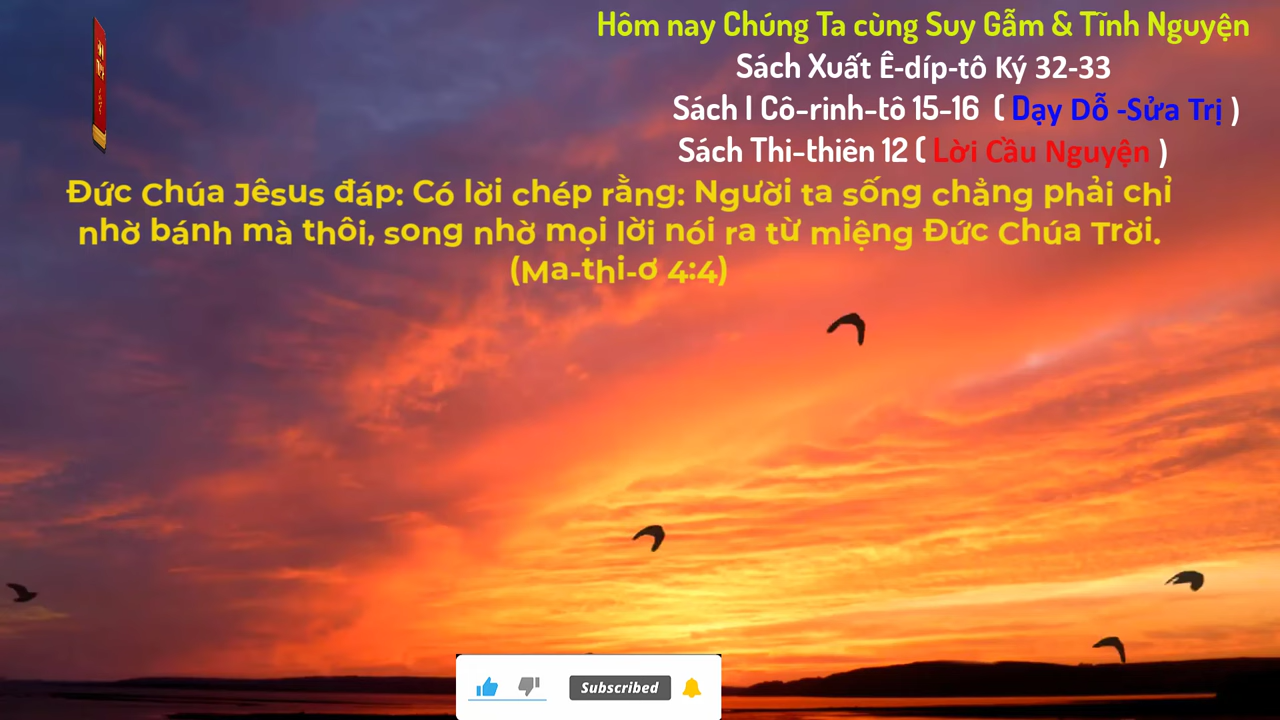 Hôm nay Chúng Ta cùng Suy Gẫm & Tĩnh Nguyện
Sách Xuất Ê-díp-tô Ký 32-33
Sách I Cô-rinh-tô 15-16 ( Dạy Dỗ -Sửa Trị )
Sách Thi-thiên 12 ( Lời Cầu Nguyện )
Đức Chúa Jêsus đáp: Có lời chép rằng: Người ta sống chẳng phải chỉ
nhờ bánh mà thôi, song nhờ mọi lời nói ra từ miệng Đức Chúa Trời.
(Ma-thi-ơ 4:4)
Subscribed